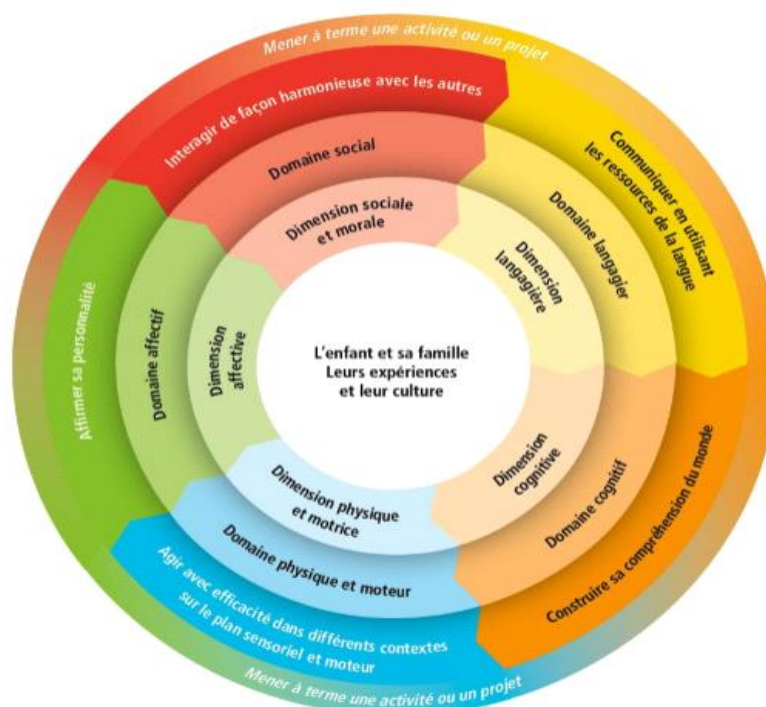 Mener à terme une activité ou un projet
Interagir de façon harmonieuse avec les autres
Domaine social
Dimension sociale
et morale
Communiquer en utilisant
les ressources de la langue
Domaine langagier
Dimension
langagière
Affirmer sa personnalité
Domaine affectif
Dimension
affective
L'enfant et sa famille
Leurs expériences
et leur culture
Dimension
cognitive
Domaine cognitif
Construire sa compréhension du monde
Dimension physique
et motrice
Domaine physique et moteur
Agir avec efficacité dans différents contextes
sur le plan sensoriel et moteur
Mener à terme une activité ou un projet